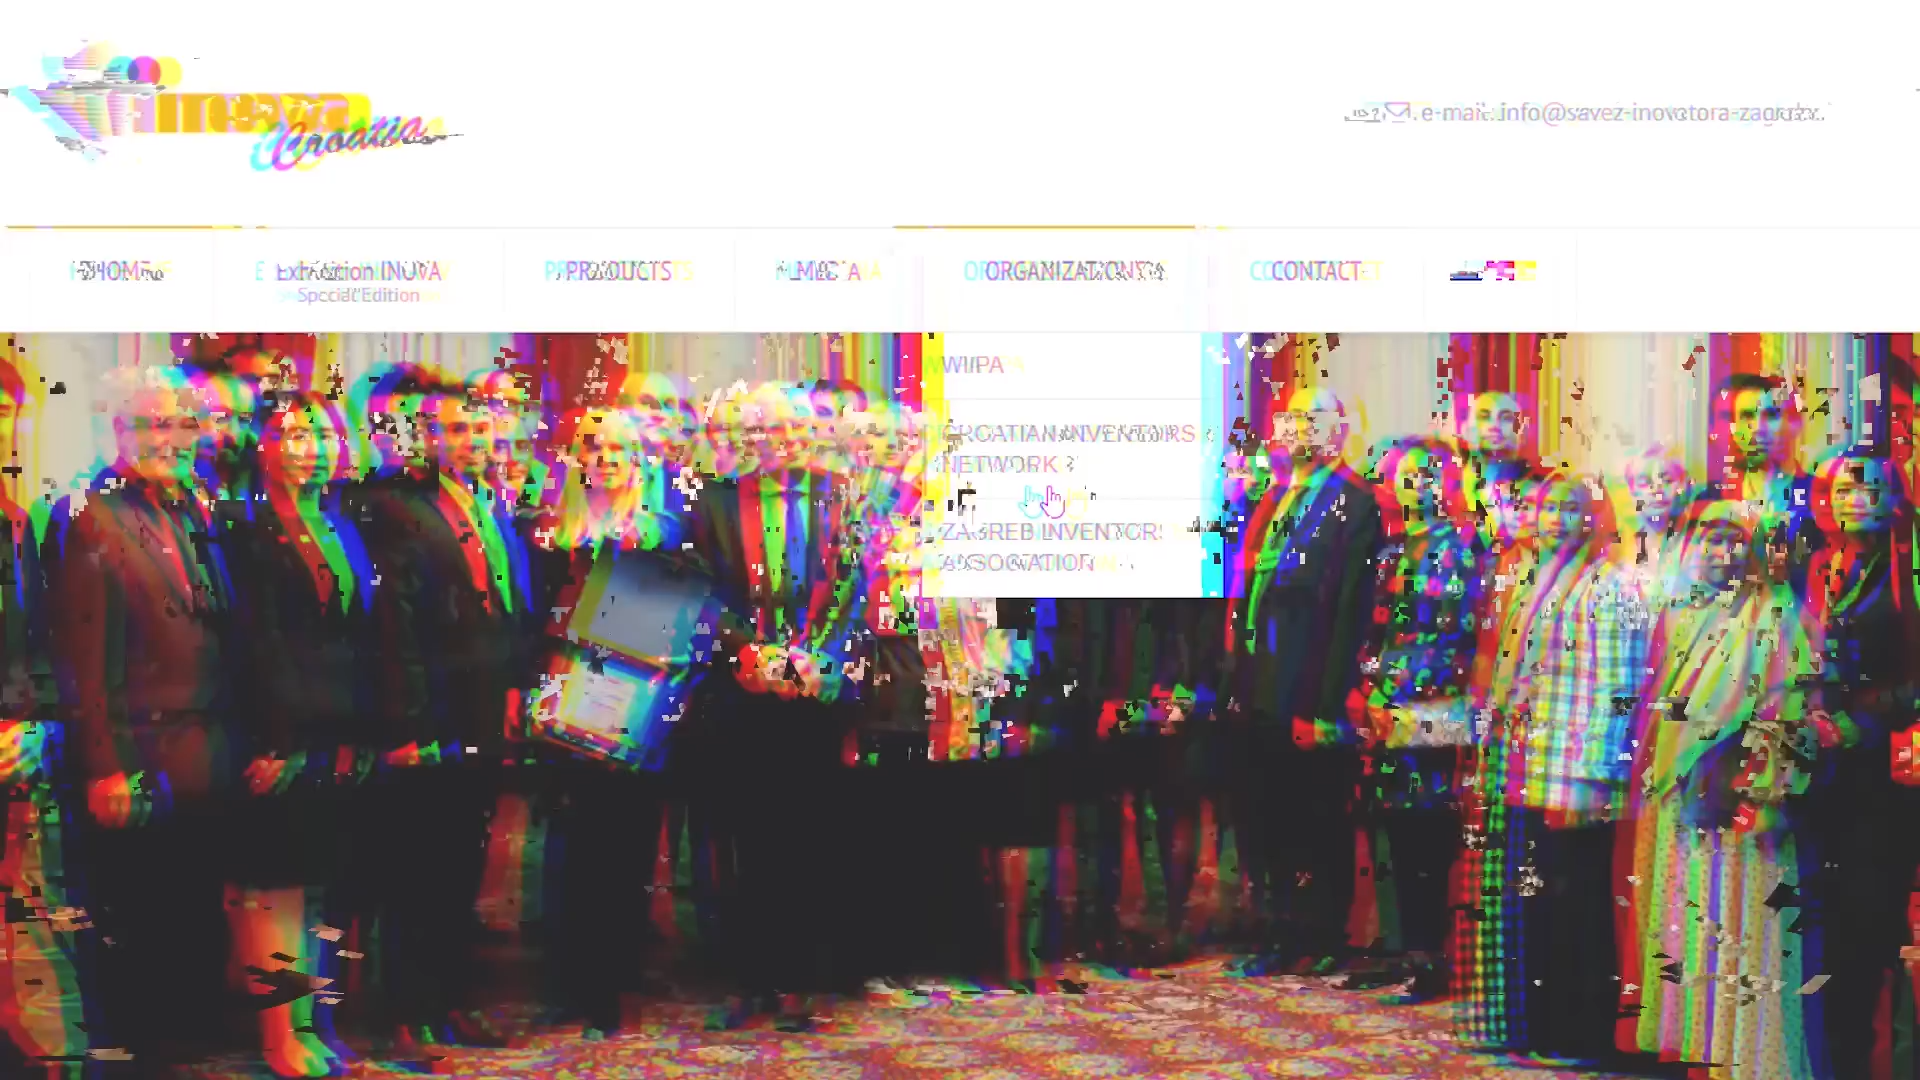 inova
Croatia
e-mail: info@savez-inovatora-zagreb.
HOME
Exhibition INOVA
Special Edition
PRODUCTS
MEDIA
ORGANIZATIONS
CONTACT
WIIPA
CROATIAN INVENTORS
NETWORK
ZAGREB INVENTORS
ASSOCIATION